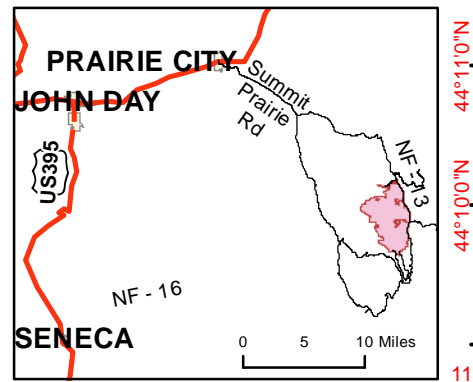 PRAIRIE CITY
JOHN DAY
Summit
Prairie
Rd
NF - 13
US395
NF - 16
SENECA
0 5 10 Miles
44°11'0"N
44°10'0"N
11